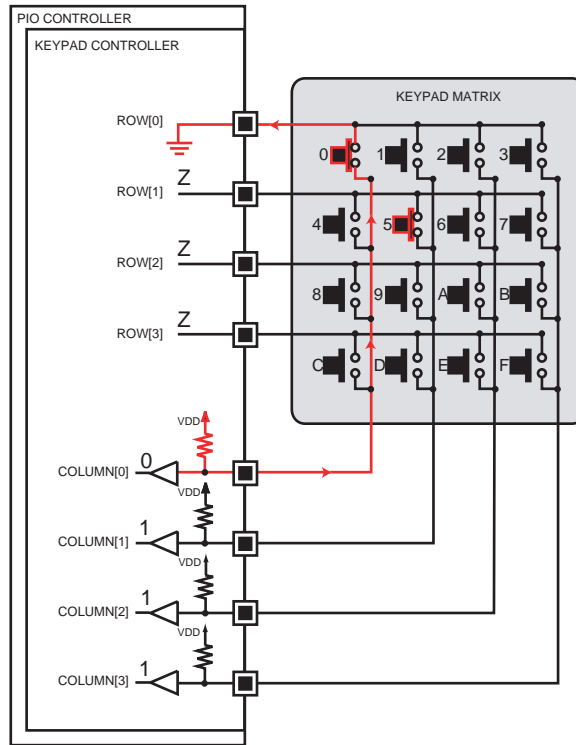 PIO CONTROLLER
KEYPAD CONTROLLER
KEYPAD MATRIX
ROW[0]
0 1 2 3
ROW[1] Z
4 5 6 7
ROW[2] Z
8 9 A B
ROW[3] Z
C D E F
VDD
COLUMN[0] 0
VDD
COLUMN[1] 1
VDD
COLUMN[2] 1
VDD
COLUMN[3] 1